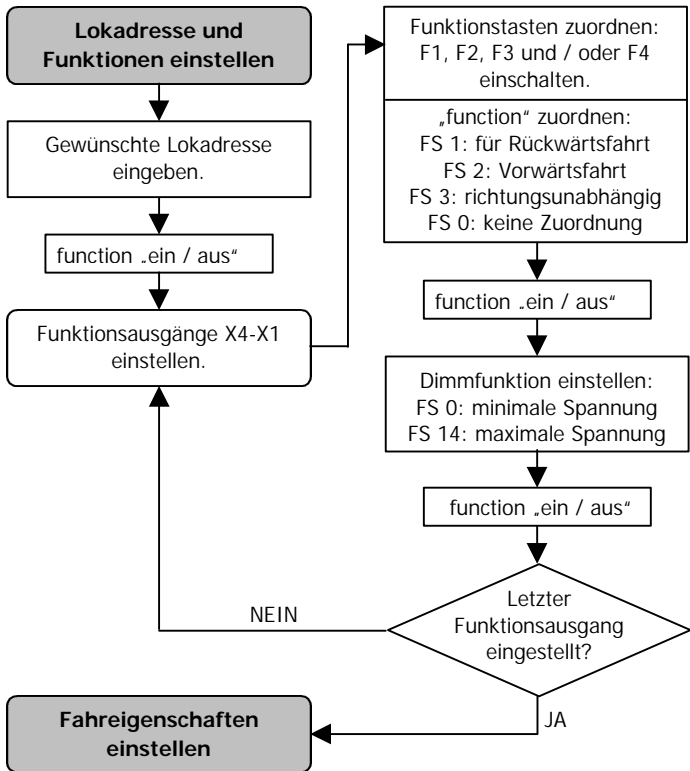 Lokadresse und
Funktionen einstellen
Gewünschte Lokadresse
eingeben.
function „ein / aus“
Funktionsausgänge X4-X1
einstellen.
Funktionstasten zuordnen:
F1, F2, F3 und / oder F4
einschalten.
„function“ zuordnen:
FS 1: für Rückwärtsfahrt
FS 2: Vorwärtsfahrt
FS 3: richtungsunabhängig
FS 0: keine Zuordnung
function „ein / aus“
Dimmfunktion einstellen:
FS 0: minimale Spannung
FS 14: maximale Spannung
function „ein / aus“
Letzter
Funktionsausgang
eingestellt?
NEIN
JA
Fahreigenschaften
einstellen